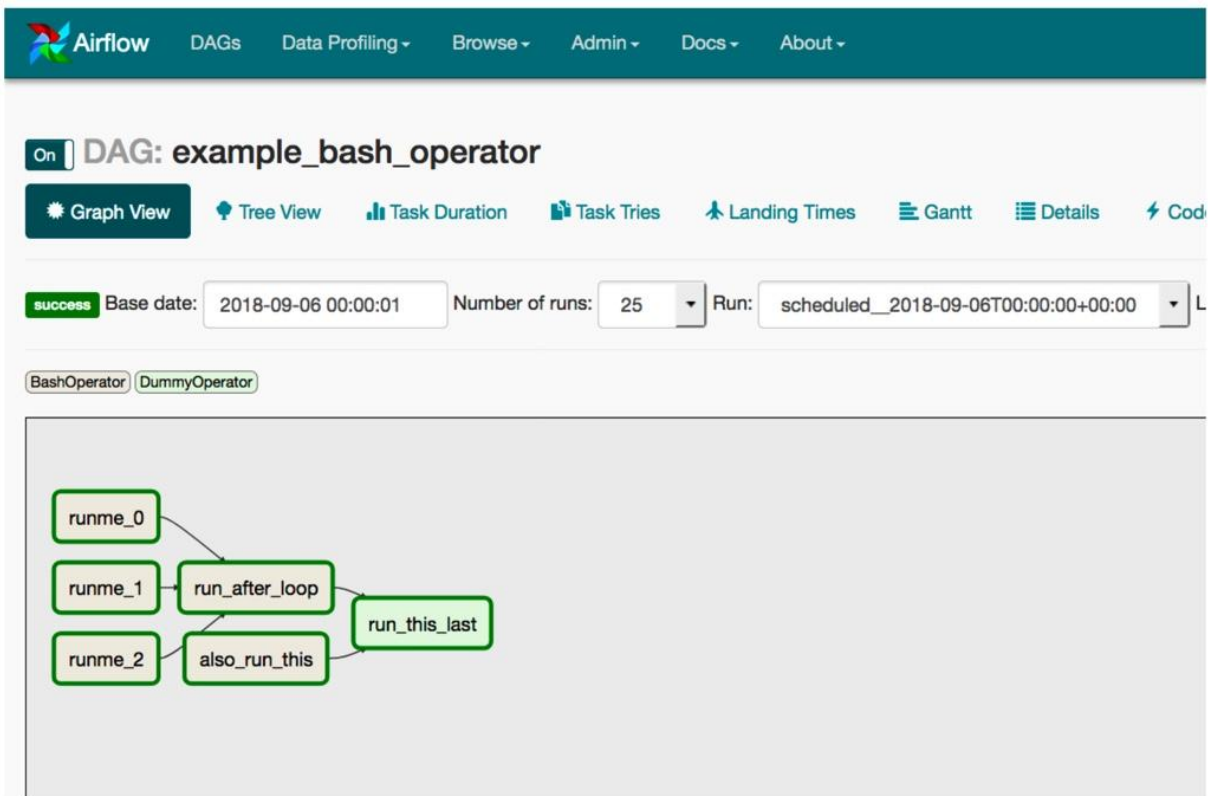 Airflow DAGs Data Profiling Browse Admin Docs About
On DAG: example_bash_operator
Graph View Tree View Task Duration Task Tries Landing Times Gantt Details Cod
success Base date: 2018-09-06 00:00:01 Number of runs: 25 Run: scheduled__2018-09-06T00:00:00+00:00 L
BashOperator DummyOperator
runme_0
runme_1 run_after_loop
run_this_last
runme_2 also_run_this